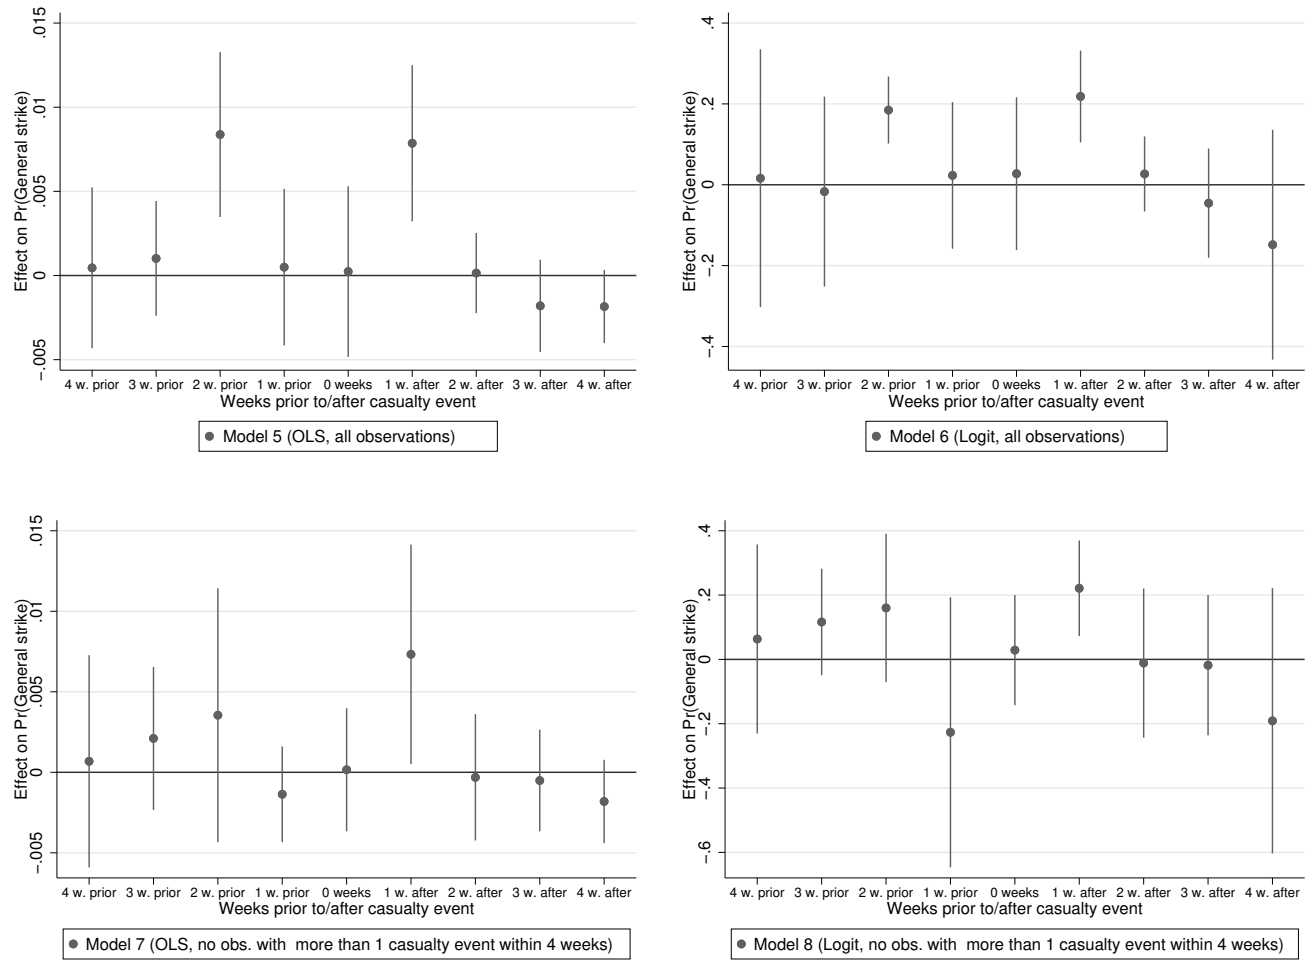 Effect on Pr(General strike)
.015
.01
.005
0
-.005
4 w. prior 3 w. prior 2 w. prior 1 w. prior 0 weeks 1 w. after 2 w. after 3 w. after 4 w. after
Weeks prior to/after casualty event
Model 5 (OLS, all observations)
Effect on Pr(General strike)
.4
.2
0
-.2
-.4
4 w. prior 3 w. prior 2 w. prior 1 w. prior 0 weeks 1 w. after 2 w. after 3 w. after 4 w. after
Weeks prior to/after casualty event
Model 6 (Logit, all observations)
Effect on Pr(General strike)
.015
.01
.005
0
-.005
4 w. prior 3 w. prior 2 w. prior 1 w. prior 0 weeks 1 w. after 2 w. after 3 w. after 4 w. after
Weeks prior to/after casualty event
Model 7 (OLS, no obs. with more than 1 casualty event within 4 weeks)
Effect on Pr(General strike)
.4
.2
0
-.2
-.4
-.6
4 w. prior 3 w. prior 2 w. prior 1 w. prior 0 weeks 1 w. after 2 w. after 3 w. after 4 w. after
Weeks prior to/after casualty event
Model 8 (Logit, no obs. with more than 1 casualty event within 4 weeks)